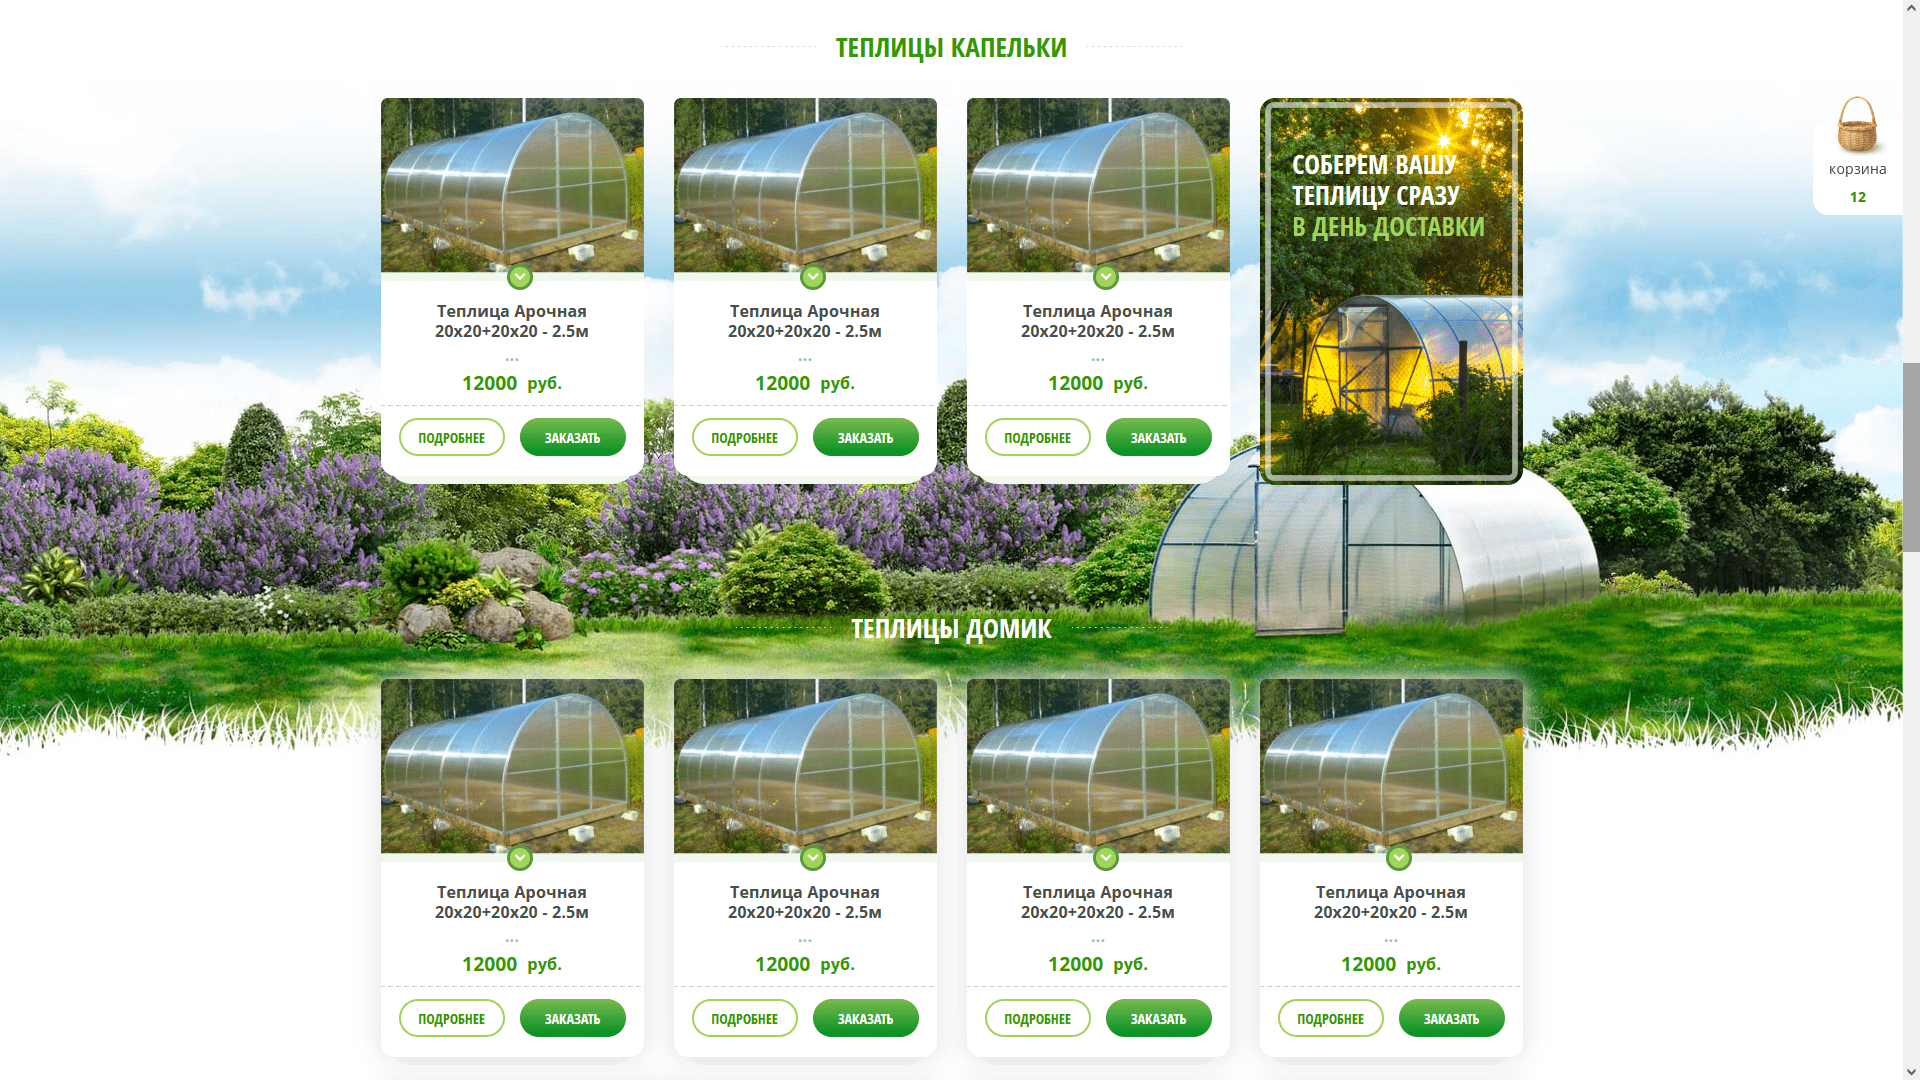 ТЕПЛИЦЫ КАПЕЛЬКИ
СОБЕРЕМ ВАШУ
ТЕПЛИЦУ СРАЗУ
В ДЕНЬ ДОСТАВКИ
корзина
12
Теплица Арочная Теплица Арочная Теплица Арочная
20х20+20х20 - 2.5м 20х20+20х20 - 2.5м 20х20+20х20 - 2.5м
... ... ...
12000 руб. 12000 руб. 12000 руб.
ПОДРОБНЕЕ ЗАКАЗАТЬ ПОДРОБНЕЕ ЗАКАЗАТЬ ПОДРОБНЕЕ ЗАКАЗАТЬ
ТЕПЛИЦЫ ДОМИК
Теплица Арочная Теплица Арочная Теплица Арочная Теплица Арочная
20х20+20х20 - 2.5м 20х20+20х20 - 2.5м 20х20+20х20 - 2.5м 20х20+20х20 - 2.5м
... ... ... ...
12000 руб. 12000 руб. 12000 руб. 12000 руб.
ПОДРОБНЕЕ ЗАКАЗАТЬ ПОДРОБНЕЕ ЗАКАЗАТЬ ПОДРОБНЕЕ ЗАКАЗАТЬ ПОДРОБНЕЕ ЗАКАЗАТЬ